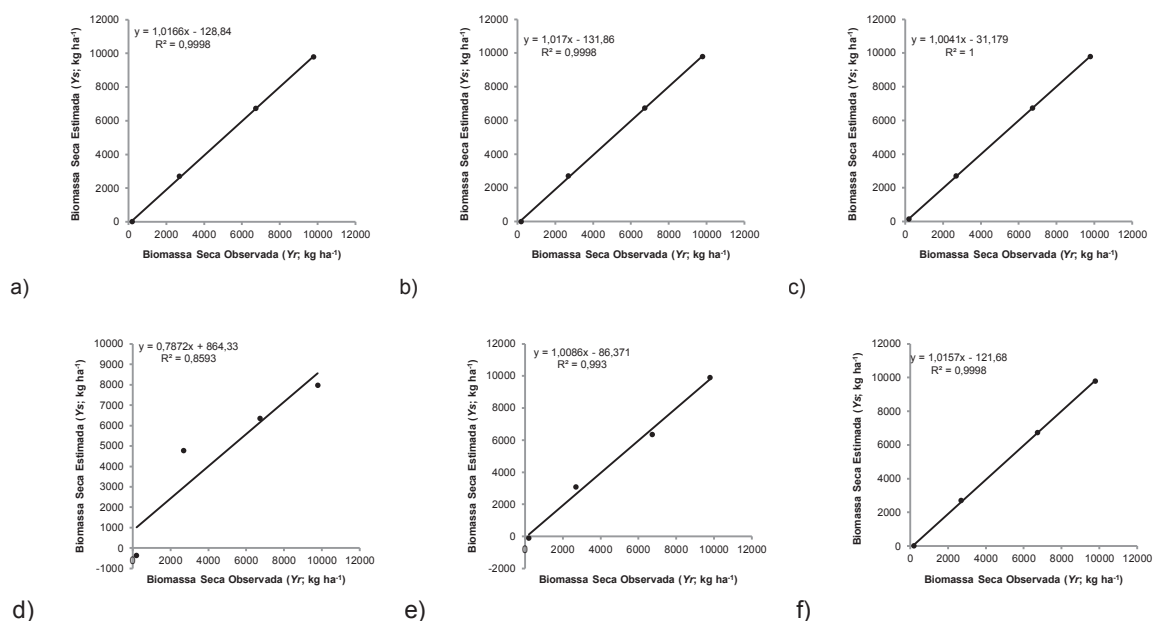 y = 1,0166x - 128,84
R² = 0,9998
Biomassa Seca Estimada (Ys; kg ha⁻¹)
12000
10000
8000
6000
4000
2000
0
0 2000 4000 6000 8000 10000 12000
Biomassa Seca Observada (Yr; kg ha⁻¹)
a)
y = 1,017x - 131,86
R² = 0,9998
Biomassa Seca Estimada (Ys; kg ha⁻¹)
12000
10000
8000
6000
4000
2000
0
0 2000 4000 6000 8000 10000 12000
Biomassa Seca Observada (Yr; kg ha⁻¹)
b)
y = 1,0041x - 31,179
R² = 1
Biomassa Seca Estimada (Ys; kg ha⁻¹)
12000
10000
8000
6000
4000
2000
0
0 2000 4000 6000 8000 10000 12000
Biomassa Seca Observada (Yr; kg ha⁻¹)
c)
y = 0,7872x + 864,33
R² = 0,8593
Biomassa Seca Estimada (Ys; kg ha⁻¹)
10000
9000
8000
7000
6000
5000
4000
3000
2000
1000
0
-1000
0 2000 4000 6000 8000 10000 12000
Biomassa Seca Observada (Yr; kg ha⁻¹)
d)
y = 1,0086x - 86,371
R² = 0,993
Biomassa Seca Estimada (Ys; kg ha⁻¹)
12000
10000
8000
6000
4000
2000
0
-2000
0 2000 4000 6000 8000 10000 12000
Biomassa Seca Observada (Yr; kg ha⁻¹)
e)
y = 1,0157x - 121,68
R² = 0,9998
Biomassa Seca Estimada (Ys; kg ha⁻¹)
12000
10000
8000
6000
4000
2000
0
0 2000 4000 6000 8000 10000 12000
Biomassa Seca Observada (Yr; kg ha⁻¹)
f)